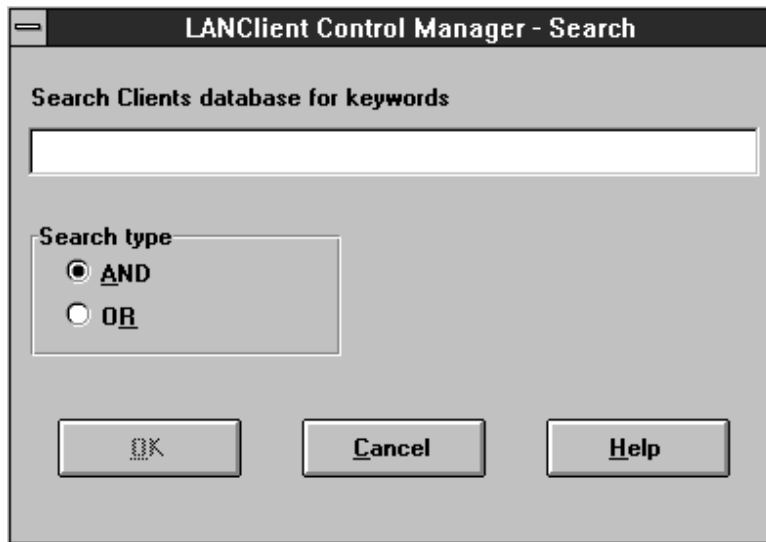 LANClient Control Manager - Search
Search Clients database for keywords
Search type
AND
OR
OK
Cancel
Help